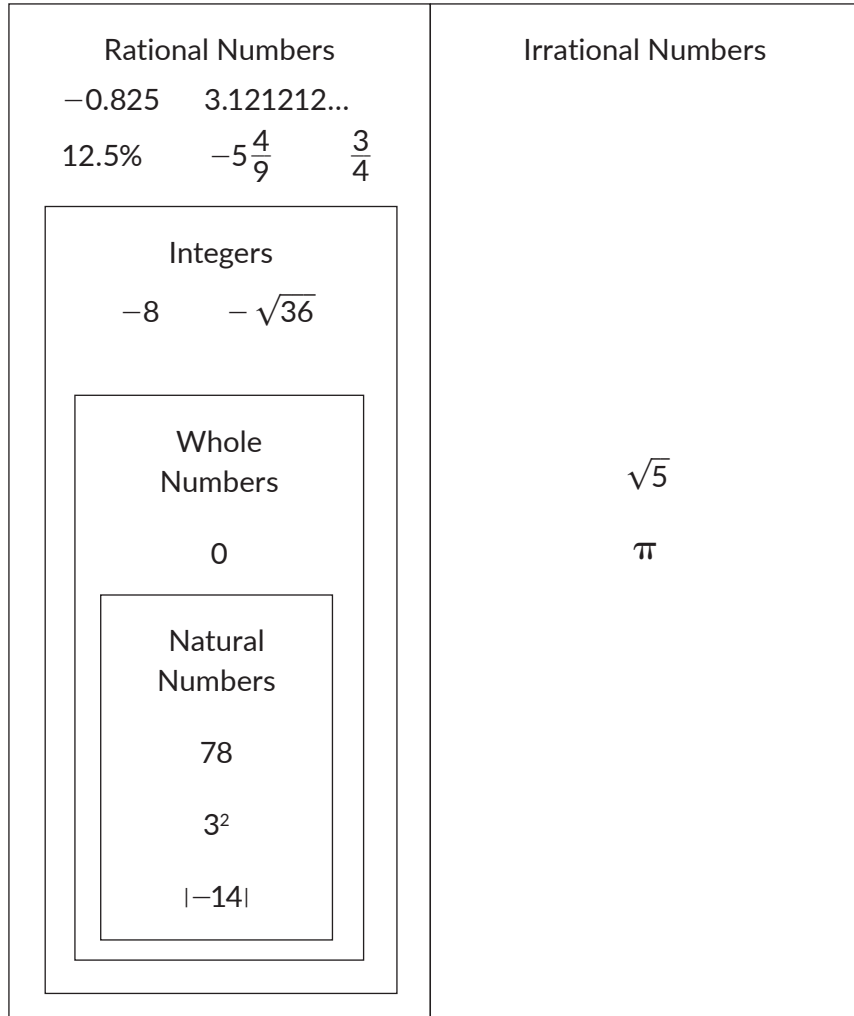 Rational Numbers
−0.825 3.121212...
12.5% −5 4/9 3/4
Integers
−8 −√36
Whole
Numbers
0
Natural
Numbers
78
3²
|−14|
Irrational Numbers
√5
π